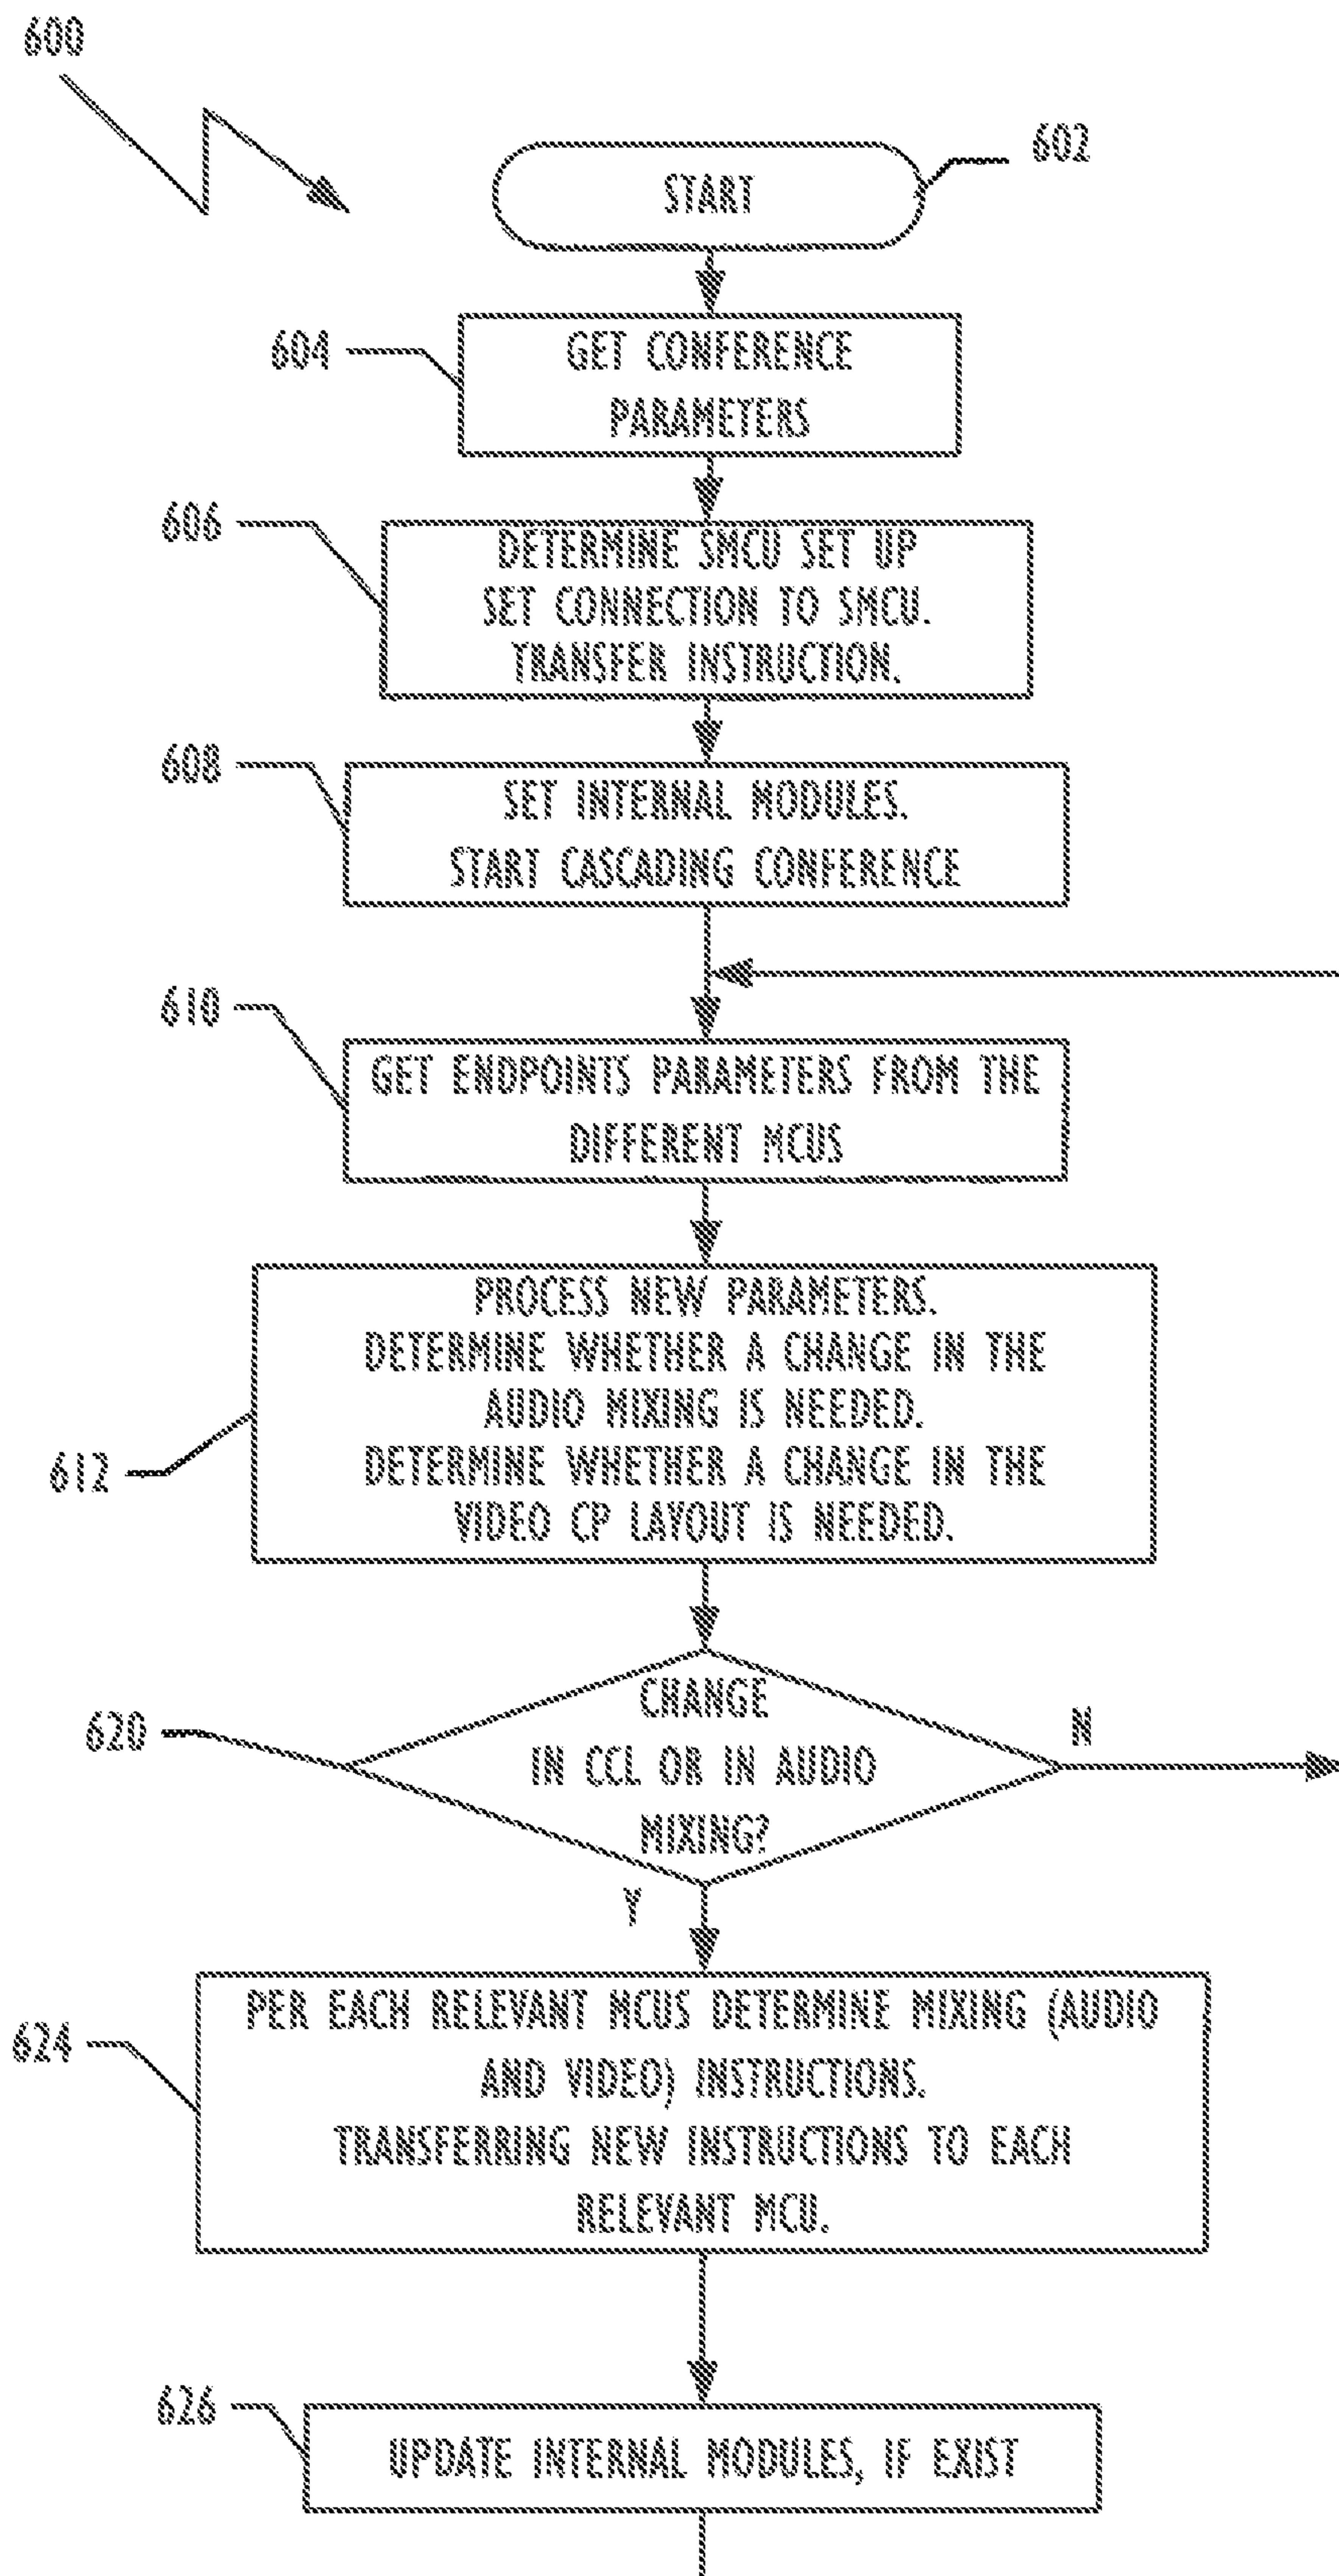 600
602
START
604
GET CONFERENCE
PARAMETERS
606
DETERMINE SMCU SET UP
SET CONNECTION TO SMCU.
TRANSFER INSTRUCTION.
608
SET INTERNAL MODULES.
START CASCADING CONFERENCE
610
GET ENDPOINTS PARAMETERS FROM THE
DIFFERENT MCUS
612
PROCESS NEW PARAMETERS.
DETERMINE WHETHER A CHANGE IN THE
AUDIO MIXING IS NEEDED.
DETERMINE WHETHER A CHANGE IN THE
VIDEO CP LAYOUT IS NEEDED.
620
CHANGE
IN CCL OR IN AUDIO
MIXING?
N
Y
624
PER EACH RELEVANT MCUS DETERMINE MIXING (AUDIO
AND VIDEO) INSTRUCTIONS.
TRANSFERRING NEW INSTRUCTIONS TO EACH
RELEVANT MCU.
626
UPDATE INTERNAL MODULES, IF EXIST